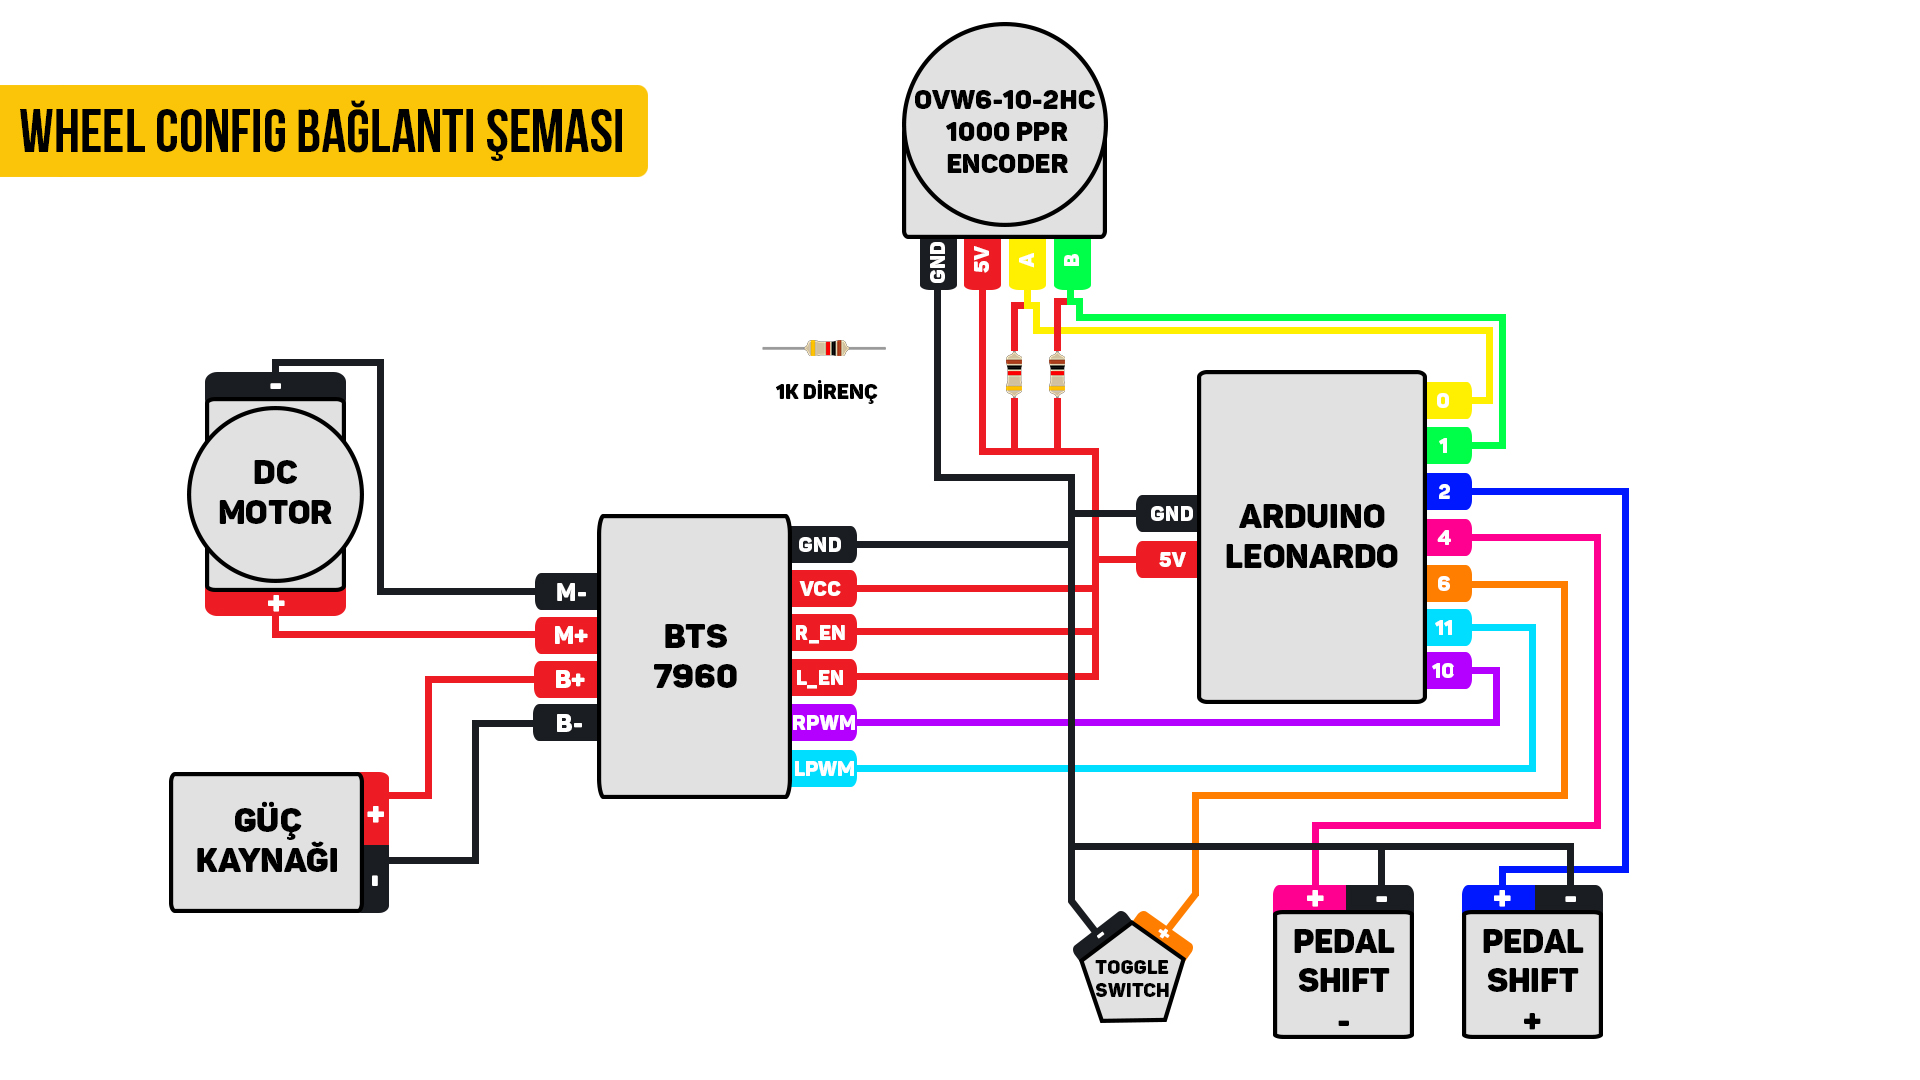 WHEEL CONFIG BAĞLANTI ŞEMASI
OVW6-10-2HC
1000 PPR
ENCODER
GND
5V
A
B
1K DİRENÇ
-
DC
MOTOR
+
M-
M+
B+
B-
BTS
7960
GND
VCC
R_EN
L_EN
RPWM
LPWM
GND
5V
ARDUINO
LEONARDO
0
1
2
4
6
11
10
GÜÇ
KAYNAĞI
+
-
-
+
TOGGLE
SWITCH
+
-
PEDAL
SHIFT
-
+
-
PEDAL
SHIFT
+